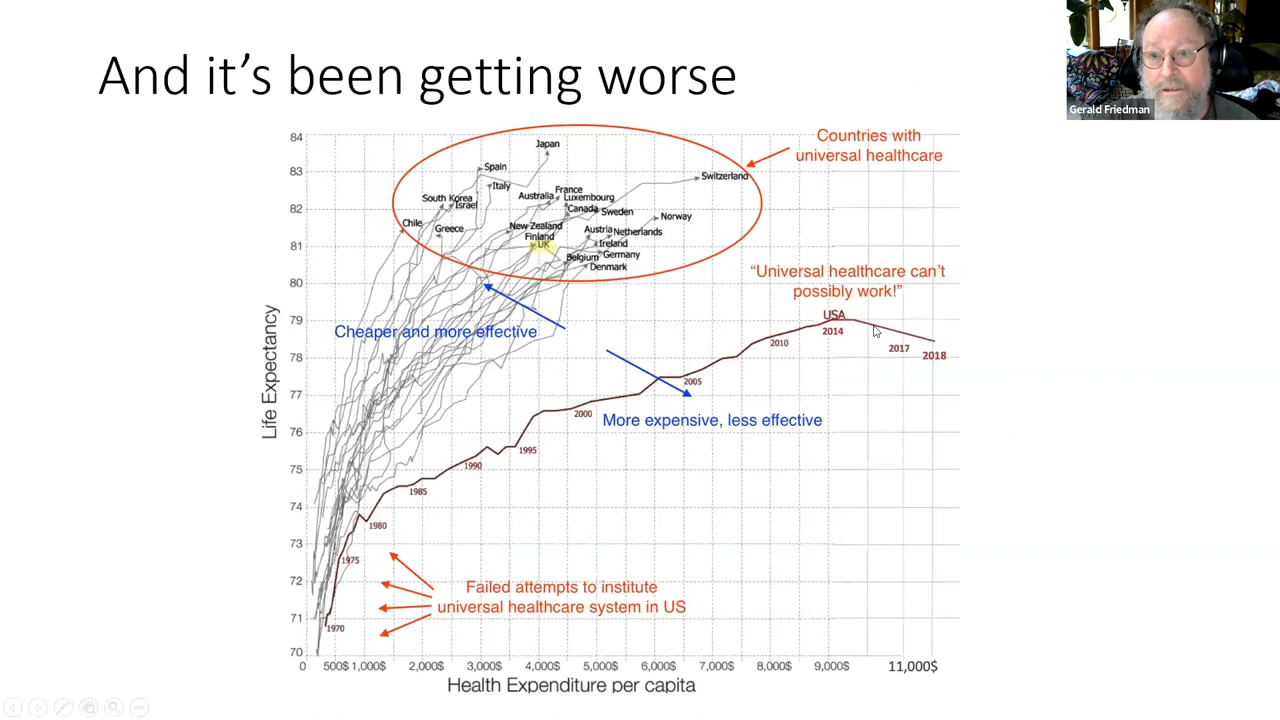 And it's been getting worse
Gerald Friedman
Countries with
universal healthcare
84
83
82
81
80
79
78
77
76
75
74
73
72
71
70
Life Expectancy
Japan
Spain
Switzerland
Italy
France
Australia
Luxembourg
South Korea
Israel
Canada
Sweden
Norway
Chile
Greece
New Zealand
Austria
Netherlands
Finland
UK
Ireland
Belgium
Germany
Denmark
"Universal healthcare can't
possibly work!"
USA
2014
2017
2018
2010
2005
2000
1995
1990
1985
1980
1975
1970
Cheaper and more effective
More expensive, less effective
Failed attempts to institute
universal healthcare system in US
0 500$ 1,000$ 2,000$ 3,000$ 4,000$ 5,000$ 6,000$ 7,000$ 8,000$ 9,000$ 11,000$
Health Expenditure per capita